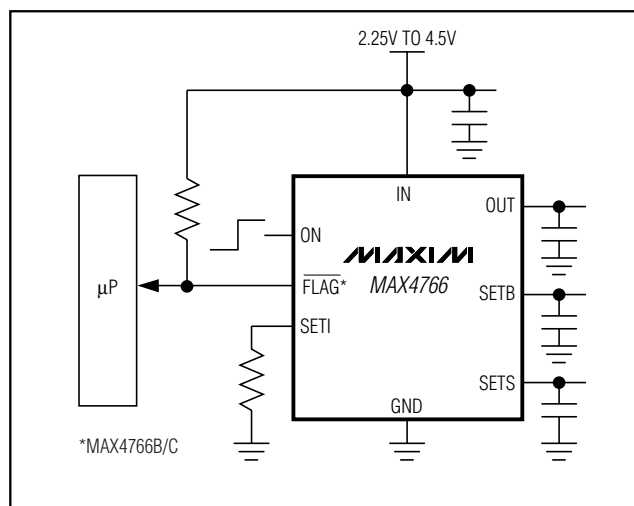 2.25V TO 4.5V
IN
OUT
ON
MAXIM
FLAG*
MAX4766
µP
SETB
SETI
SETS
GND
*MAX4766B/C